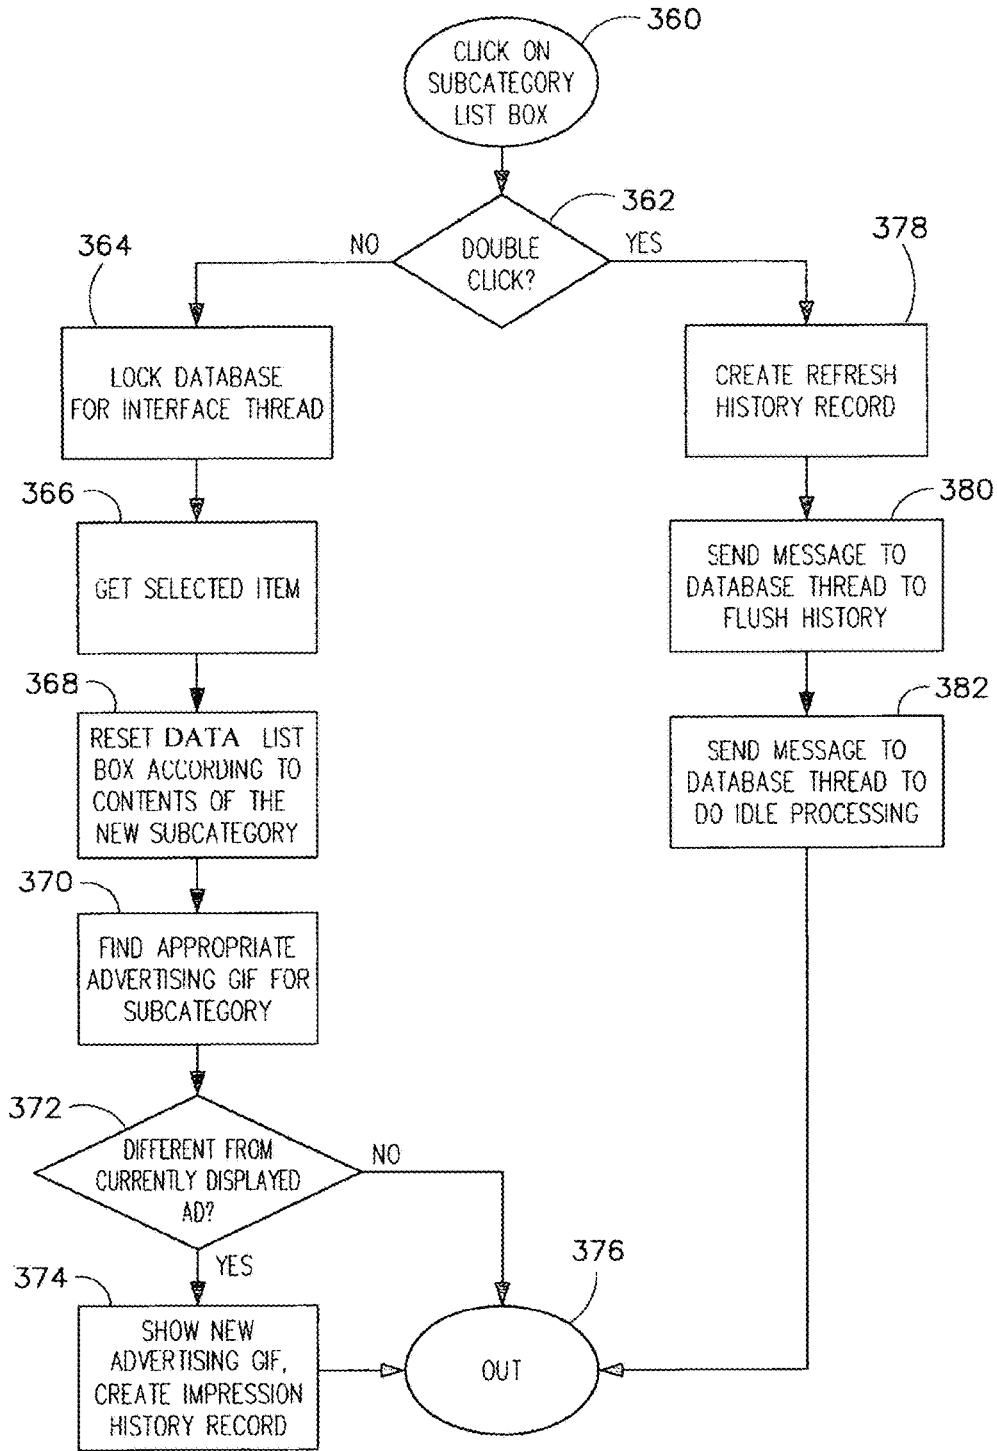 360
CLICK ON
SUBCATEGORY
LIST BOX
362
DOUBLE
CLICK?
NO
YES
364
LOCK DATABASE
FOR INTERFACE THREAD
378
CREATE REFRESH
HISTORY RECORD
366
GET SELECTED ITEM
380
SEND MESSAGE TO
DATABASE THREAD TO
FLUSH HISTORY
368
RESET DATA LIST
BOX ACCORDING TO
CONTENTS OF THE
NEW SUBCATEGORY
382
SEND MESSAGE TO
DATABASE THREAD TO
DO IDLE PROCESSING
370
FIND APPROPRIATE
ADVERTISING GIF FOR
SUBCATEGORY
372
DIFFERENT FROM
CURRENTLY DISPLAYED
AD?
NO
YES
374
SHOW NEW
ADVERTISING GIF,
CREATE IMPRESSION
HISTORY RECORD
376
OUT